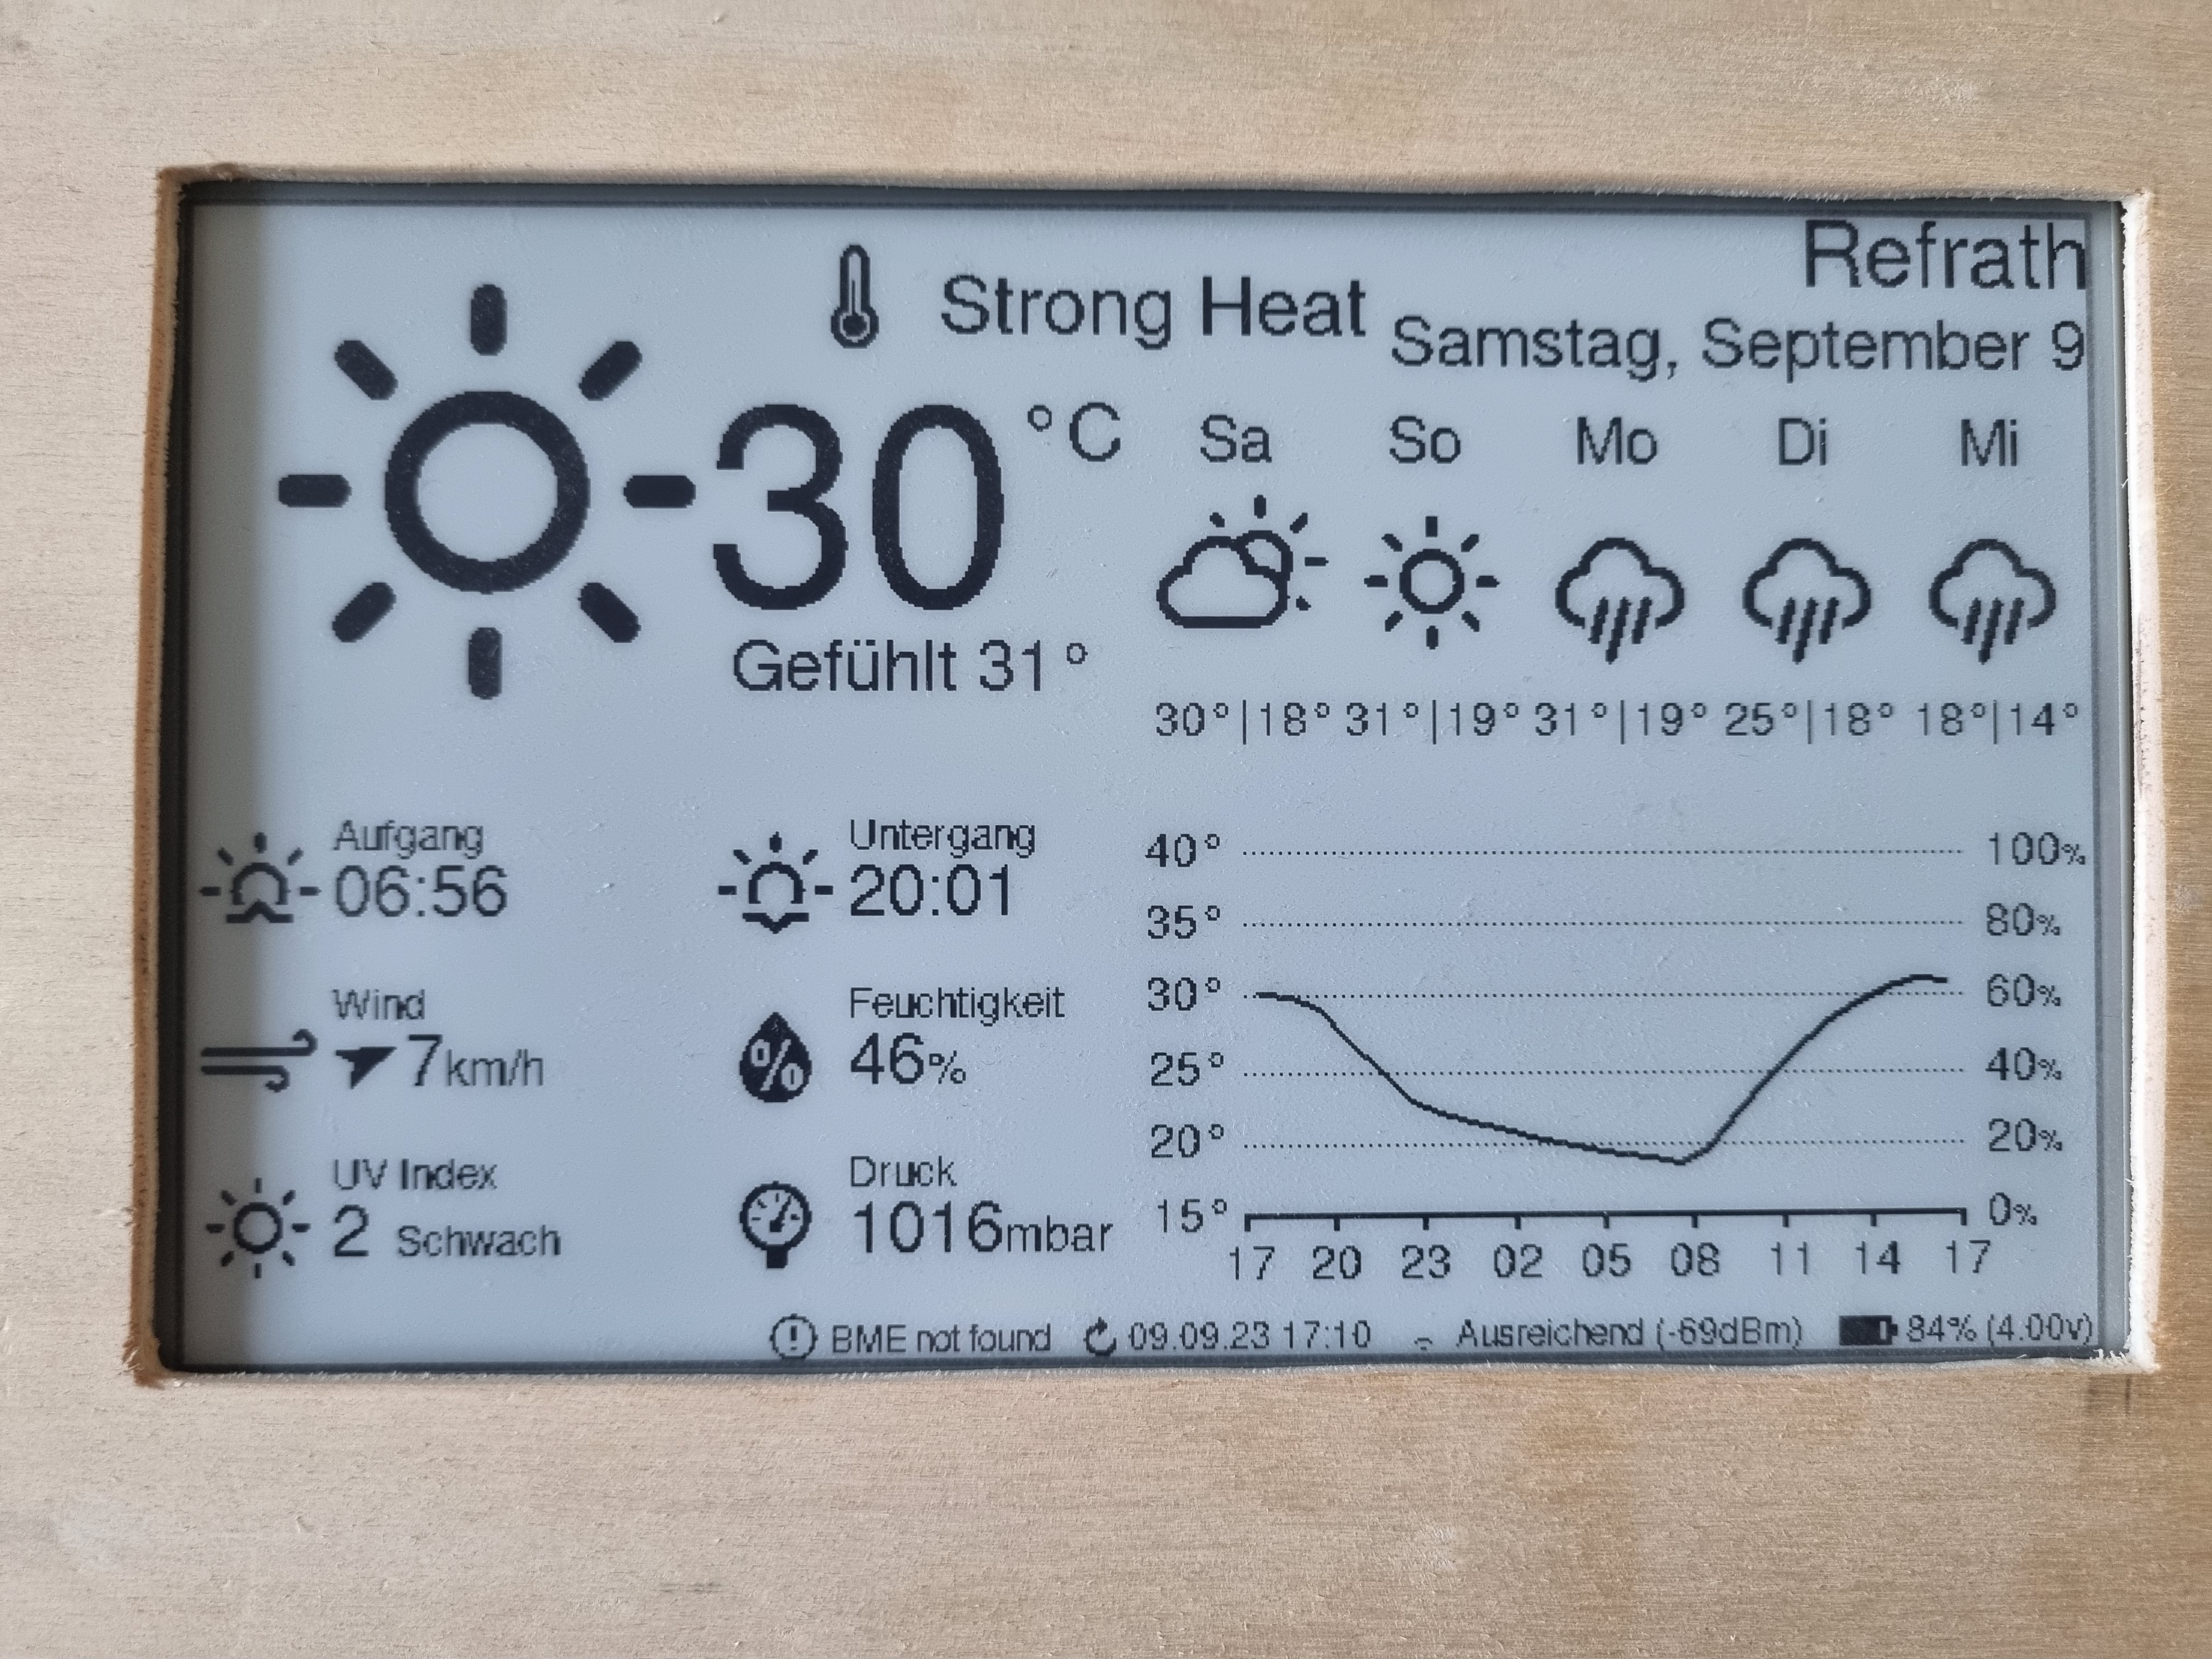 Refrath
Strong Heat
Samstag, September 9
30 °C
Gefühlt 31°
Sa So Mo Di Mi
30°|18° 31°|19° 31°|19° 25°|18° 18°|14°
Aufgang
06:56
Untergang
20:01
Wind
7km/h
Feuchtigkeit
46%
UV Index
2 Schwach
Druck
1016mbar
40° 100%
35° 80%
30° 60%
25° 40%
20° 20%
15° 0%
17 20 23 02 05 08 11 14 17
BME not found 09.09.23 17:10 Ausreichend (-69dBm) 84% (4.00v)